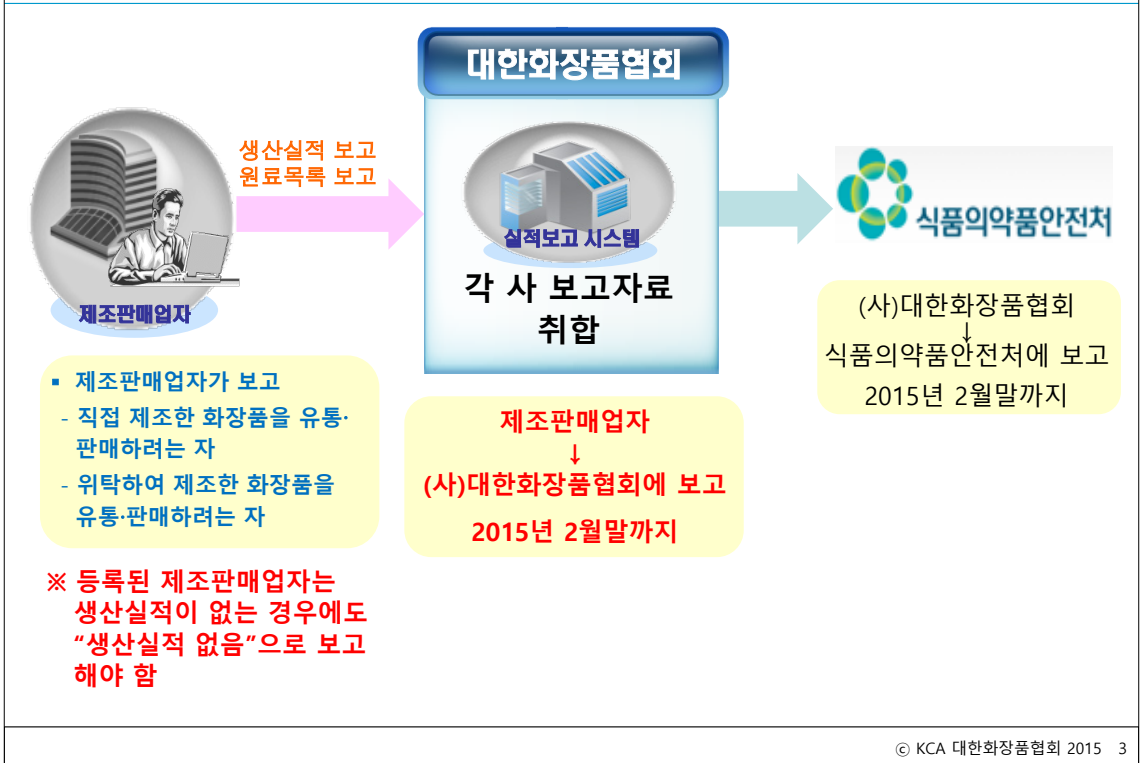 대한화장품협회
생산실적 보고
원료목록 보고
제조판매업자
실적보고 시스템
각 사 보고자료
취합
식품의약품안전처
▪ 제조판매업자가 보고
- 직접 제조한 화장품을 유통·
판매하려는 자
- 위탁하여 제조한 화장품을
유통·판매하려는 자
※ 등록된 제조판매업자는
생산실적이 없는 경우에도
“생산실적 없음”으로 보고
해야 함
제조판매업자
↓
(사)대한화장품협회에 보고
2015년 2월말까지
(사)대한화장품협회
↓
식품의약품안전처에 보고
2015년 2월말까지
ⓒ KCA 대한화장품협회 2015 3